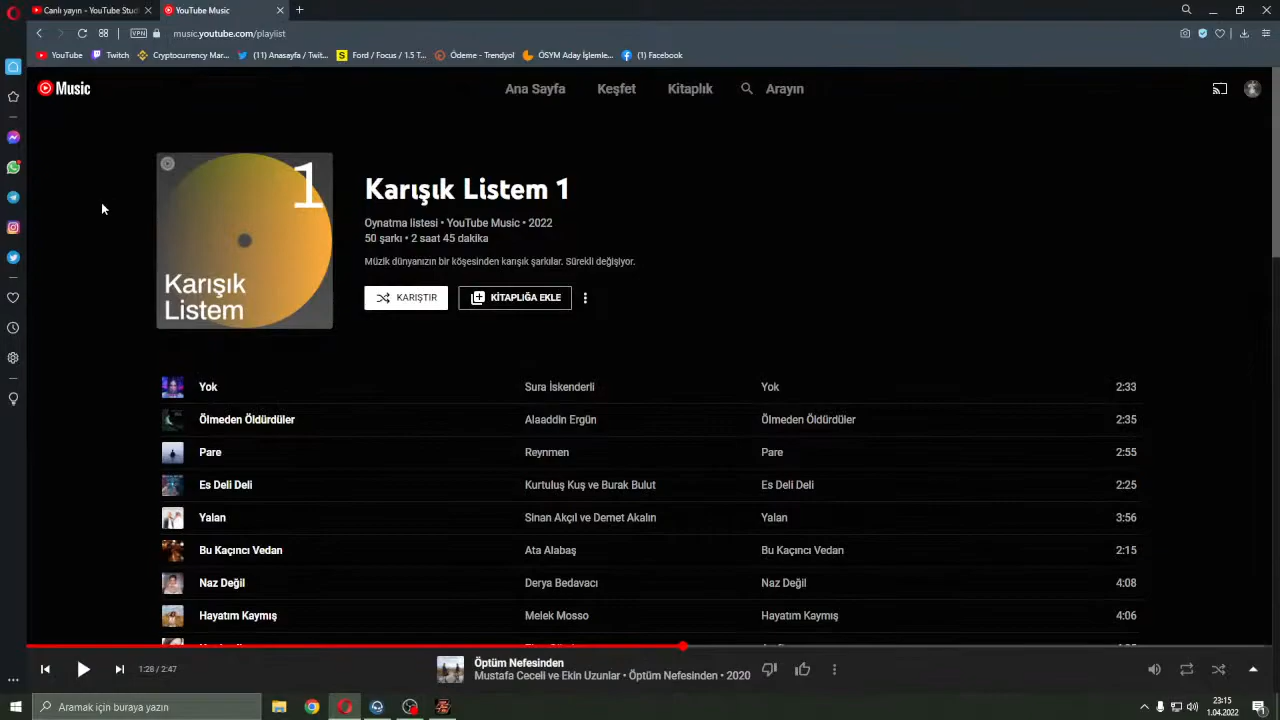 Canlı yayın - YouTube Stud
YouTube Music
VPN
music.youtube.com/playlist
YouTube
Twitch
Cryptocurrency Mar...
(11) Anasayfa / Twit...
Ford / Focus / 1.5 T...
Ödeme - Trendyol
ÖSYM Aday İşlemle...
(1) Facebook
Music
Ana Sayfa
Keşfet
Kitaplık
Arayın
1
Karışık
Listem
Karışık Listem 1
Oynatma listesi • YouTube Music • 2022
50 şarkı • 2 saat 45 dakika
Müzik dünyanızın bir köşesinden karışık şarkılar. Sürekli değişiyor.
KARIŞTIR
KİTAPLIĞA EKLE
Yok Sura İskenderli Yok 2:33
Ölmeden Öldürdüler Alaaddin Ergün Ölmeden Öldürdüler 2:35
Pare Reynmen Pare 2:55
Es Deli Deli Kurtuluş Kuş ve Burak Bulut Es Deli Deli 2:25
Yalan Sinan Akçıl ve Demet Akalın Yalan 3:56
Bu Kaçıncı Vedan Ata Alabaş Bu Kaçıncı Vedan 2:15
Naz Değil Derya Bedavacı Naz Değil 4:08
Hayatım Kaymış Melek Mosso Hayatım Kaymış 4:06
1:28 / 2:47
Öptüm Nefesinden
Mustafa Ceceli ve Ekin Uzunlar • Öptüm Nefesinden • 2020
Aramak için buraya yazın
23:15
1.04.2022